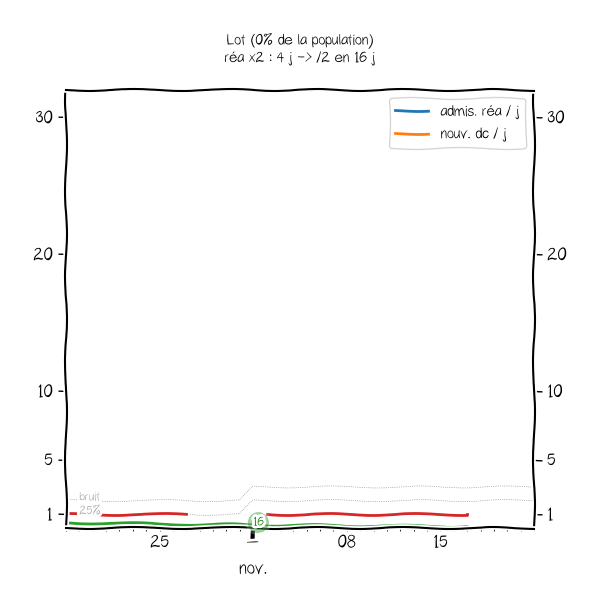 Lot (0% de la population)
réa x2 : 4 j -> /2 en 16 j
admis. réa / j
nouv. dc / j
30
30
20
20
10
10
5
5
bruit
25%
1
1
16
25
1
08
15
nov.